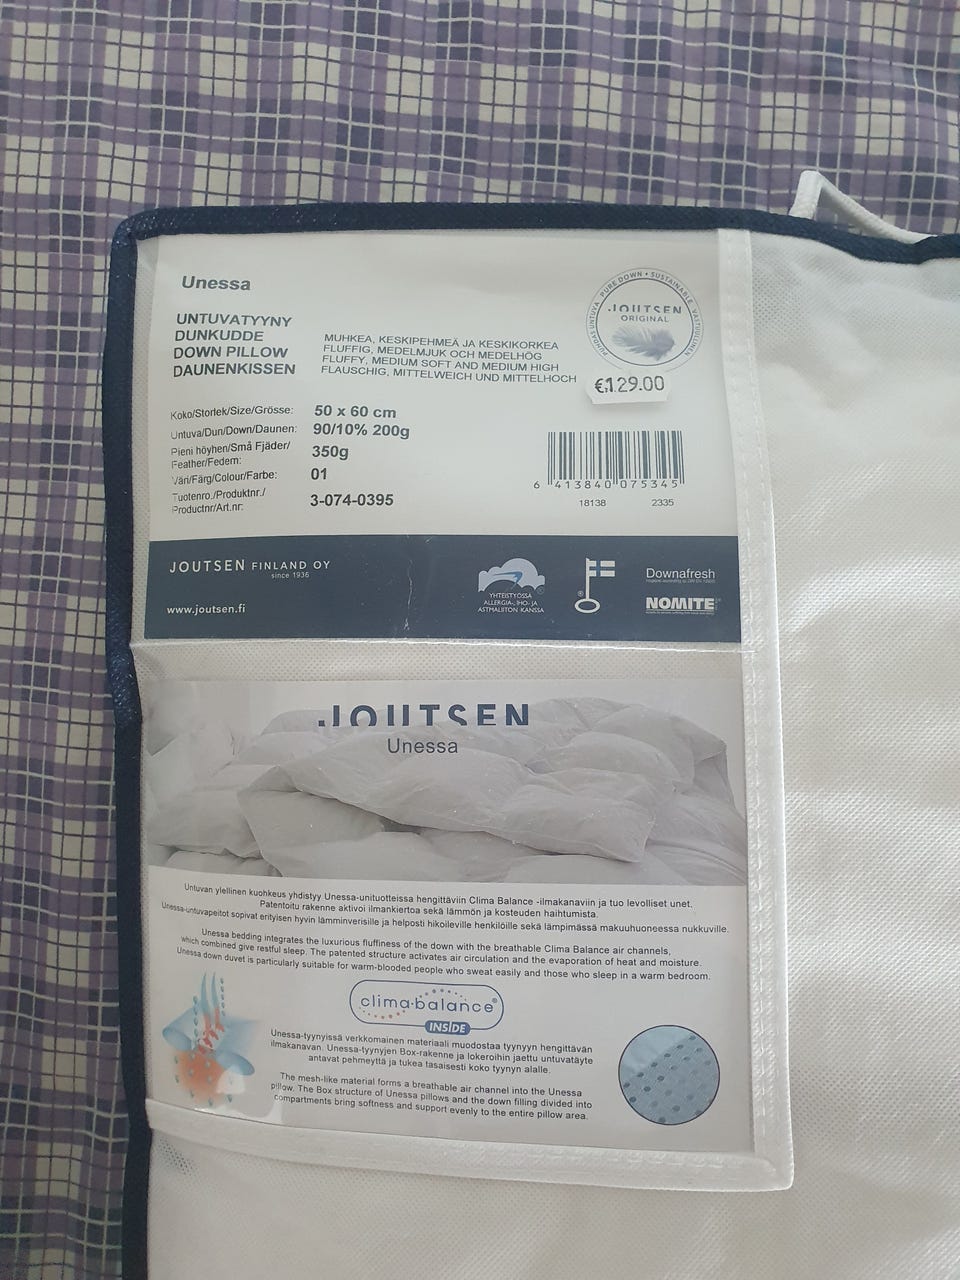 Unessa
UNTUVATYYNY
DUNKUDDE
DOWN PILLOW
DAUNENKISSEN
MUHKEA, KESKIPEHMEÄ JA KESKIKORKEA
FLUFFIG, MEDELMJUK OCH MEDELHÖG
FLUFFY, MEDIUM SOFT AND MEDIUM HIGH
FLAUSCHIG, MITTELWEICH UND MITTELHOCH
PUHDAS UNTUVA • PURE DOWN • SUSTAINABLE • VASTUULLINEN
JOUTSEN
ORIGINAL
€129.00
Koko/Storlek/Size/Grösse: 50 x 60 cm
Untuva/Dun/Down/Daunen: 90/10% 200g
Pieni höyhen/Små Fjäder/
Feather/Federn: 350g
Väri/Färg/Colour/Farbe: 01
Tuotenro./Produktnr./
Productnr/Art.nr: 3-074-0395
6 413840 075345
18138 2335
JOUTSEN FINLAND OY
since 1936
www.joutsen.fi
YHTEISTYÖSSÄ
ALLERGIA-, IHO- JA
ASTMALIITON KANSSA
Downafresh
NOMITE
JOUTSEN
Unessa
Untuvan ylellinen kuohkeus yhdistyy Unessa-unituotteissa hengittäviin Clima Balance -ilmakanaviin ja tuo levolliset unet.
Patentoitu rakenne aktivoi ilmankiertoa sekä lämmön ja kosteuden haihtumista.
Unessa-untuvapeitot sopivat erityisen hyvin lämminverisille ja helposti hikoileville henkilöille sekä lämpimässä makuuhuoneessa nukkuville.
Unessa bedding integrates the luxurious fluffiness of the down with the breathable Clima Balance air channels,
which combined give restful sleep. The patented structure activates air circulation and the evaporation of heat and moisture.
Unessa down duvet is particularly suitable for warm-blooded people who sweat easily and those who sleep in a warm bedroom.
clima•balance®
INSIDE
Unessa-tyynyissä verkkomainen materiaali muodostaa tyynyyn hengittävän
ilmakanavan. Unessa-tyynyjen Box-rakenne ja lokeroihin jaettu untuvatäyte
antavat pehmeyttä ja tukea tasaisesti koko tyynyn alalle.
The mesh-like material forms a breathable air channel into the Unessa
pillow. The Box structure of Unessa pillows and the down filling divided into
compartments bring softness and support evenly to the entire pillow area.